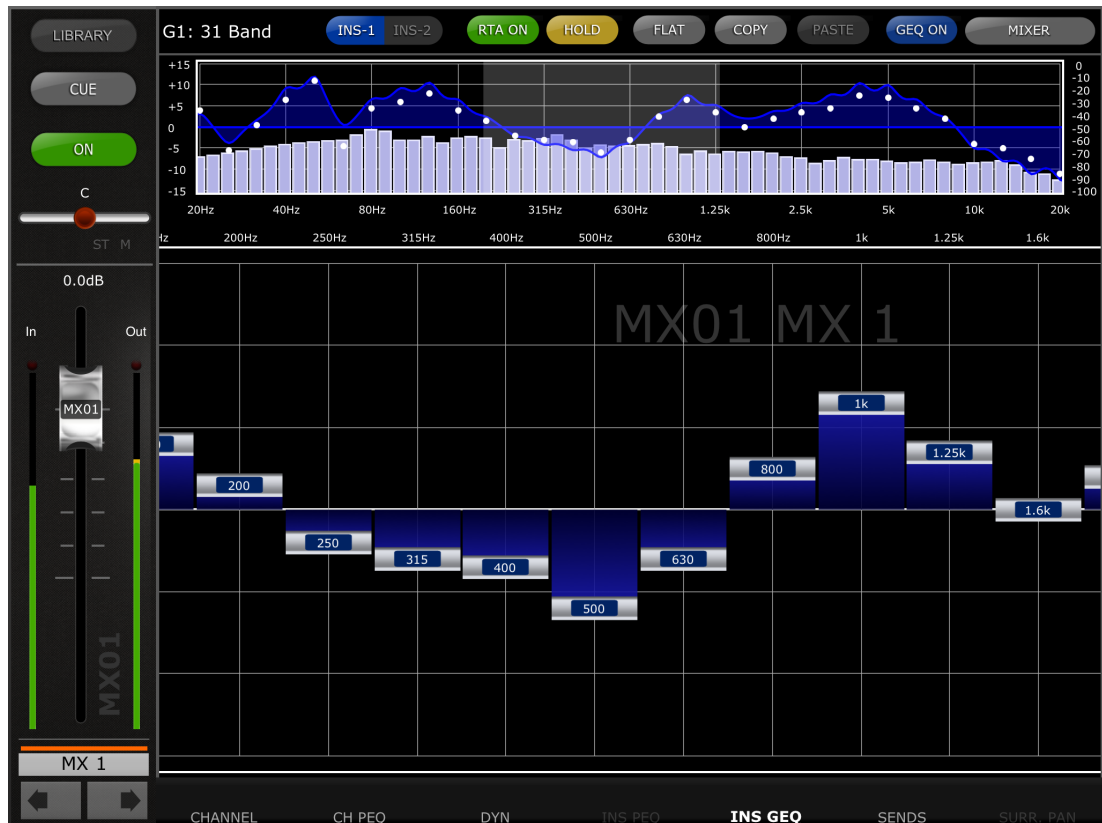 LIBRARY
G1: 31 Band INS-1 INS-2 RTA ON HOLD FLAT COPY PASTE GEQ ON MIXER
CUE
ON
C
ST M
0.0dB
In Out
MX01
MX01
MX 1
+15
+10
+5
0
-5
-10
-15
0
-10
-20
-30
-40
-50
-60
-70
-80
-90
-100
20Hz 40Hz 80Hz 160Hz 315Hz 630Hz 1.25k 2.5k 5k 10k 20k
Hz 200Hz 250Hz 315Hz 400Hz 500Hz 630Hz 800Hz 1k 1.25k 1.6k
MX01 MX 1
1k
1.25k
800
200
1.6k
250
315
400
630
500
CHANNEL CH PEQ DYN INS PEQ INS GEQ SENDS SURR. PAN